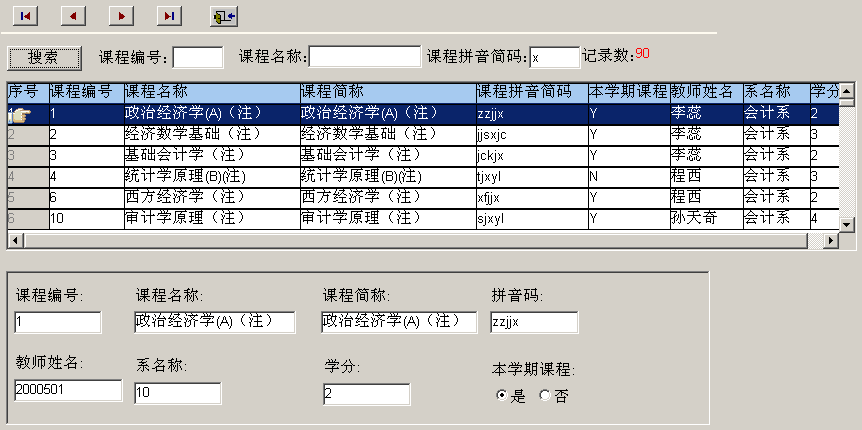 搜索 课程编号: 课程名称: 课程拼音简码: x 记录数:90
序号 课程编号 课程名称 课程简称 课程拼音简码 本学期课程 教师姓名 系名称 学分
1 1 政治经济学(A)（注） 政治经济学(A)（注） zzjjx Y 李蕊 会计系 2
2 2 经济数学基础（注） 经济数学基础（注） jjsxjc Y 李蕊 会计系 3
3 3 基础会计学（注） 基础会计学（注） jckjx Y 李蕊 会计系 2
4 4 统计学原理(B)(注) 统计学原理(B)(注) tjxyl N 程西 会计系 3
5 6 西方经济学（注） 西方经济学（注） xfjjx Y 程西 会计系 2
6 10 审计学原理（注） 审计学原理（注） sjxyl Y 孙天奇 会计系 4
课程编号: 课程名称: 课程简称: 拼音码:
1 政治经济学(A)（注） 政治经济学(A)（注） zzjjx
教师姓名: 系名称: 学分: 本学期课程:
2000501 10 2 是 否